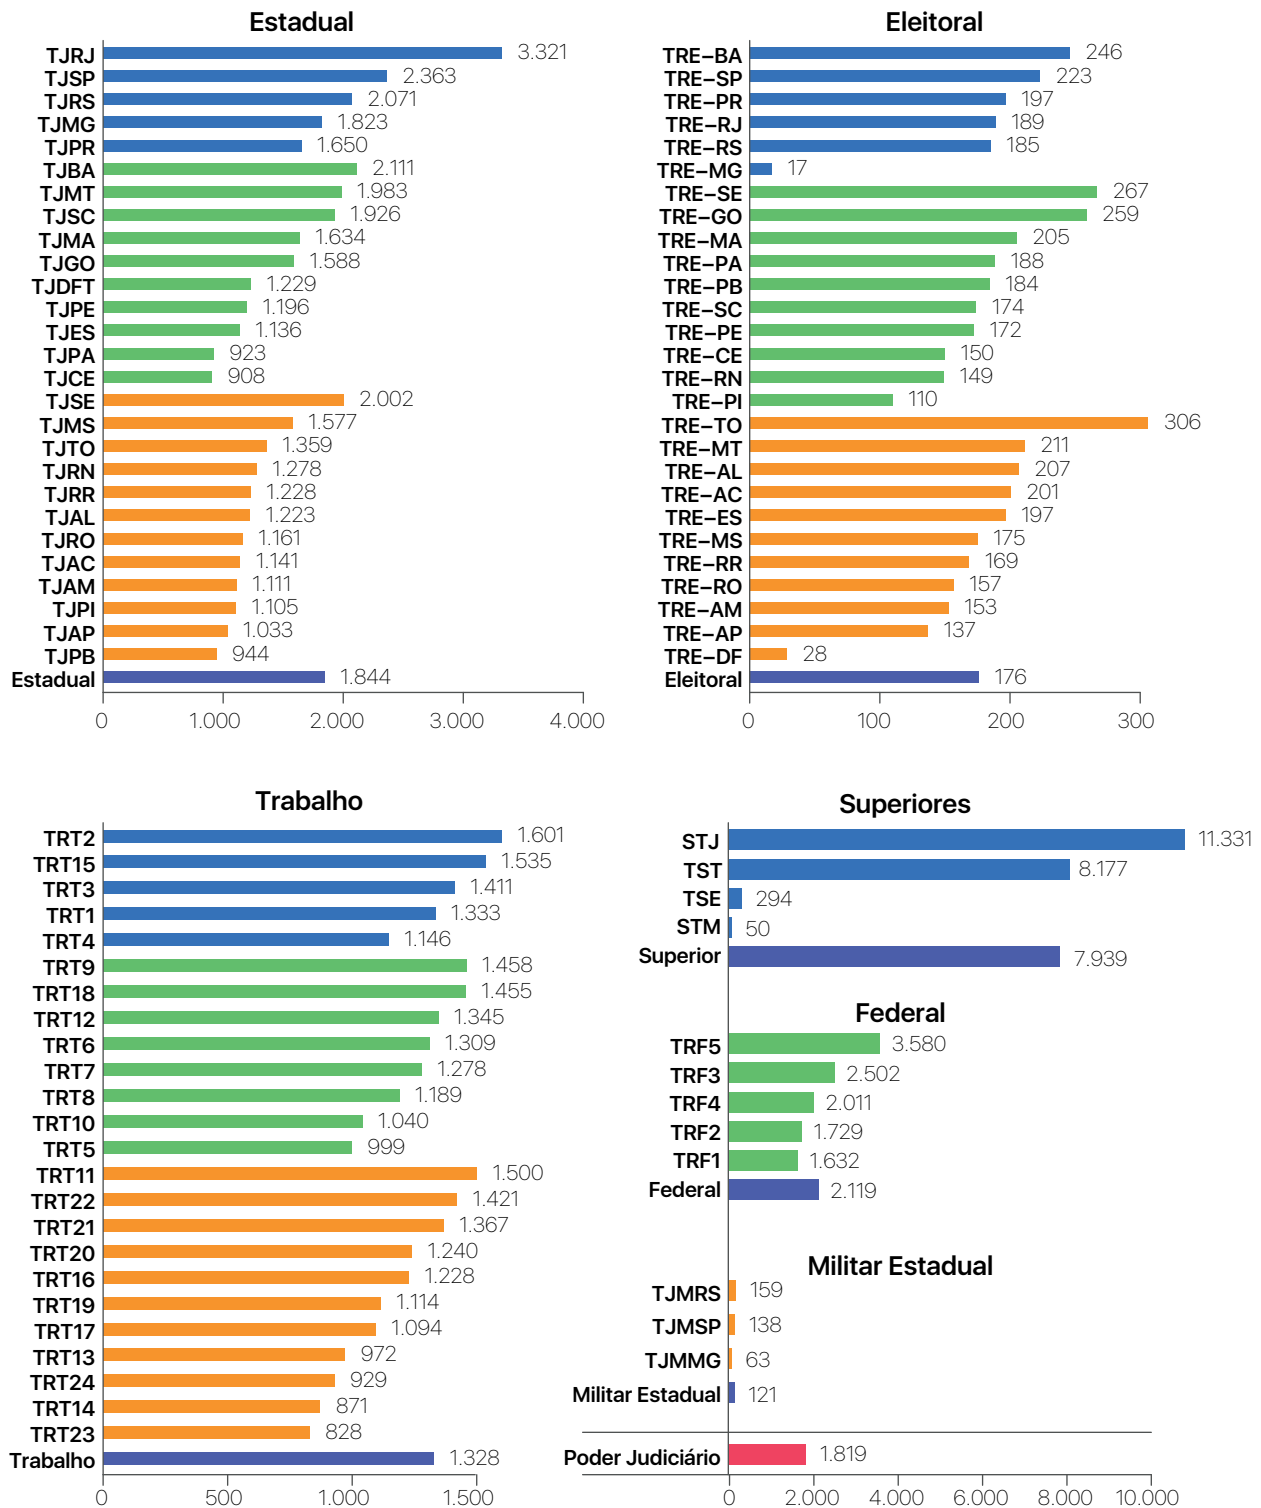 Estadual
TJRJ 3.321
TJSP 2.363
TJRS 2.071
TJMG 1.823
TJPR 1.650
TJBA 2.111
TJMT 1.983
TJSC 1.926
TJMA 1.634
TJGO 1.588
TJDFT 1.229
TJPE 1.196
TJES 1.136
TJPA 923
TJCE 908
TJSE 2.002
TJMS 1.577
TJTO 1.359
TJRN 1.278
TJRR 1.228
TJAL 1.223
TJRO 1.161
TJAC 1.141
TJAM 1.111
TJPI 1.105
TJAP 1.033
TJPB 944
Estadual 1.844
0 1.000 2.000 3.000 4.000
Eleitoral
TRE–BA 246
TRE–SP 223
TRE–PR 197
TRE–RJ 189
TRE–RS 185
TRE–MG 17
TRE–SE 267
TRE–GO 259
TRE–MA 205
TRE–PA 188
TRE–PB 184
TRE–SC 174
TRE–PE 172
TRE–CE 150
TRE–RN 149
TRE–PI 110
TRE–TO 306
TRE–MT 211
TRE–AL 207
TRE–AC 201
TRE–ES 197
TRE–MS 175
TRE–RR 169
TRE–RO 157
TRE–AM 153
TRE–AP 137
TRE–DF 28
Eleitoral 176
0 100 200 300
Trabalho
TRT2 1.601
TRT15 1.535
TRT3 1.411
TRT1 1.333
TRT4 1.146
TRT9 1.458
TRT18 1.455
TRT12 1.345
TRT6 1.309
TRT7 1.278
TRT8 1.189
TRT10 1.040
TRT5 999
TRT11 1.500
TRT22 1.421
TRT21 1.367
TRT20 1.240
TRT16 1.228
TRT19 1.114
TRT17 1.094
TRT13 972
TRT24 929
TRT14 871
TRT23 828
Trabalho 1.328
0 500 1.000 1.500
Superiores
STJ 11.331
TST 8.177
TSE 294
STM 50
Superior 7.939
Federal
TRF5 3.580
TRF3 2.502
TRF4 2.011
TRF2 1.729
TRF1 1.632
Federal 2.119
Militar Estadual
TJMRS 159
TJMSP 138
TJMMG 63
Militar Estadual 121
Poder Judiciário 1.819
0 2.000 4.000 6.000 8.000 10.000